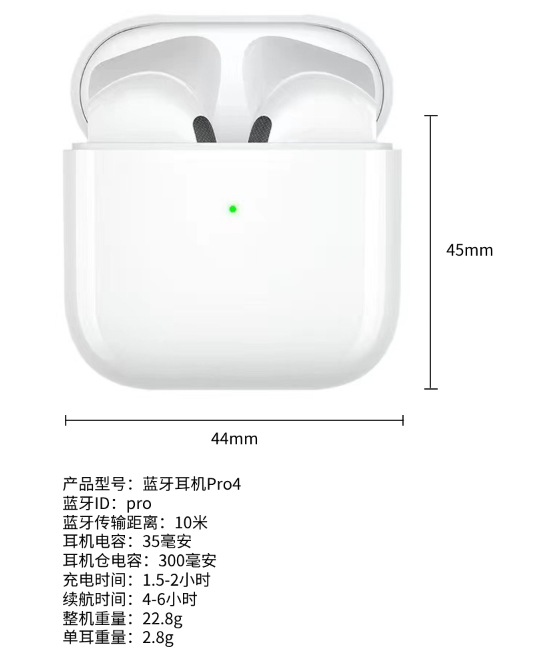 45mm
44mm
产品型号：蓝牙耳机Pro4
蓝牙ID：pro
蓝牙传输距离：10米
耳机电容：35毫安
耳机仓电容：300毫安
充电时间：1.5-2小时
续航时间：4-6小时
整机重量：22.8g
单耳重量：2.8g